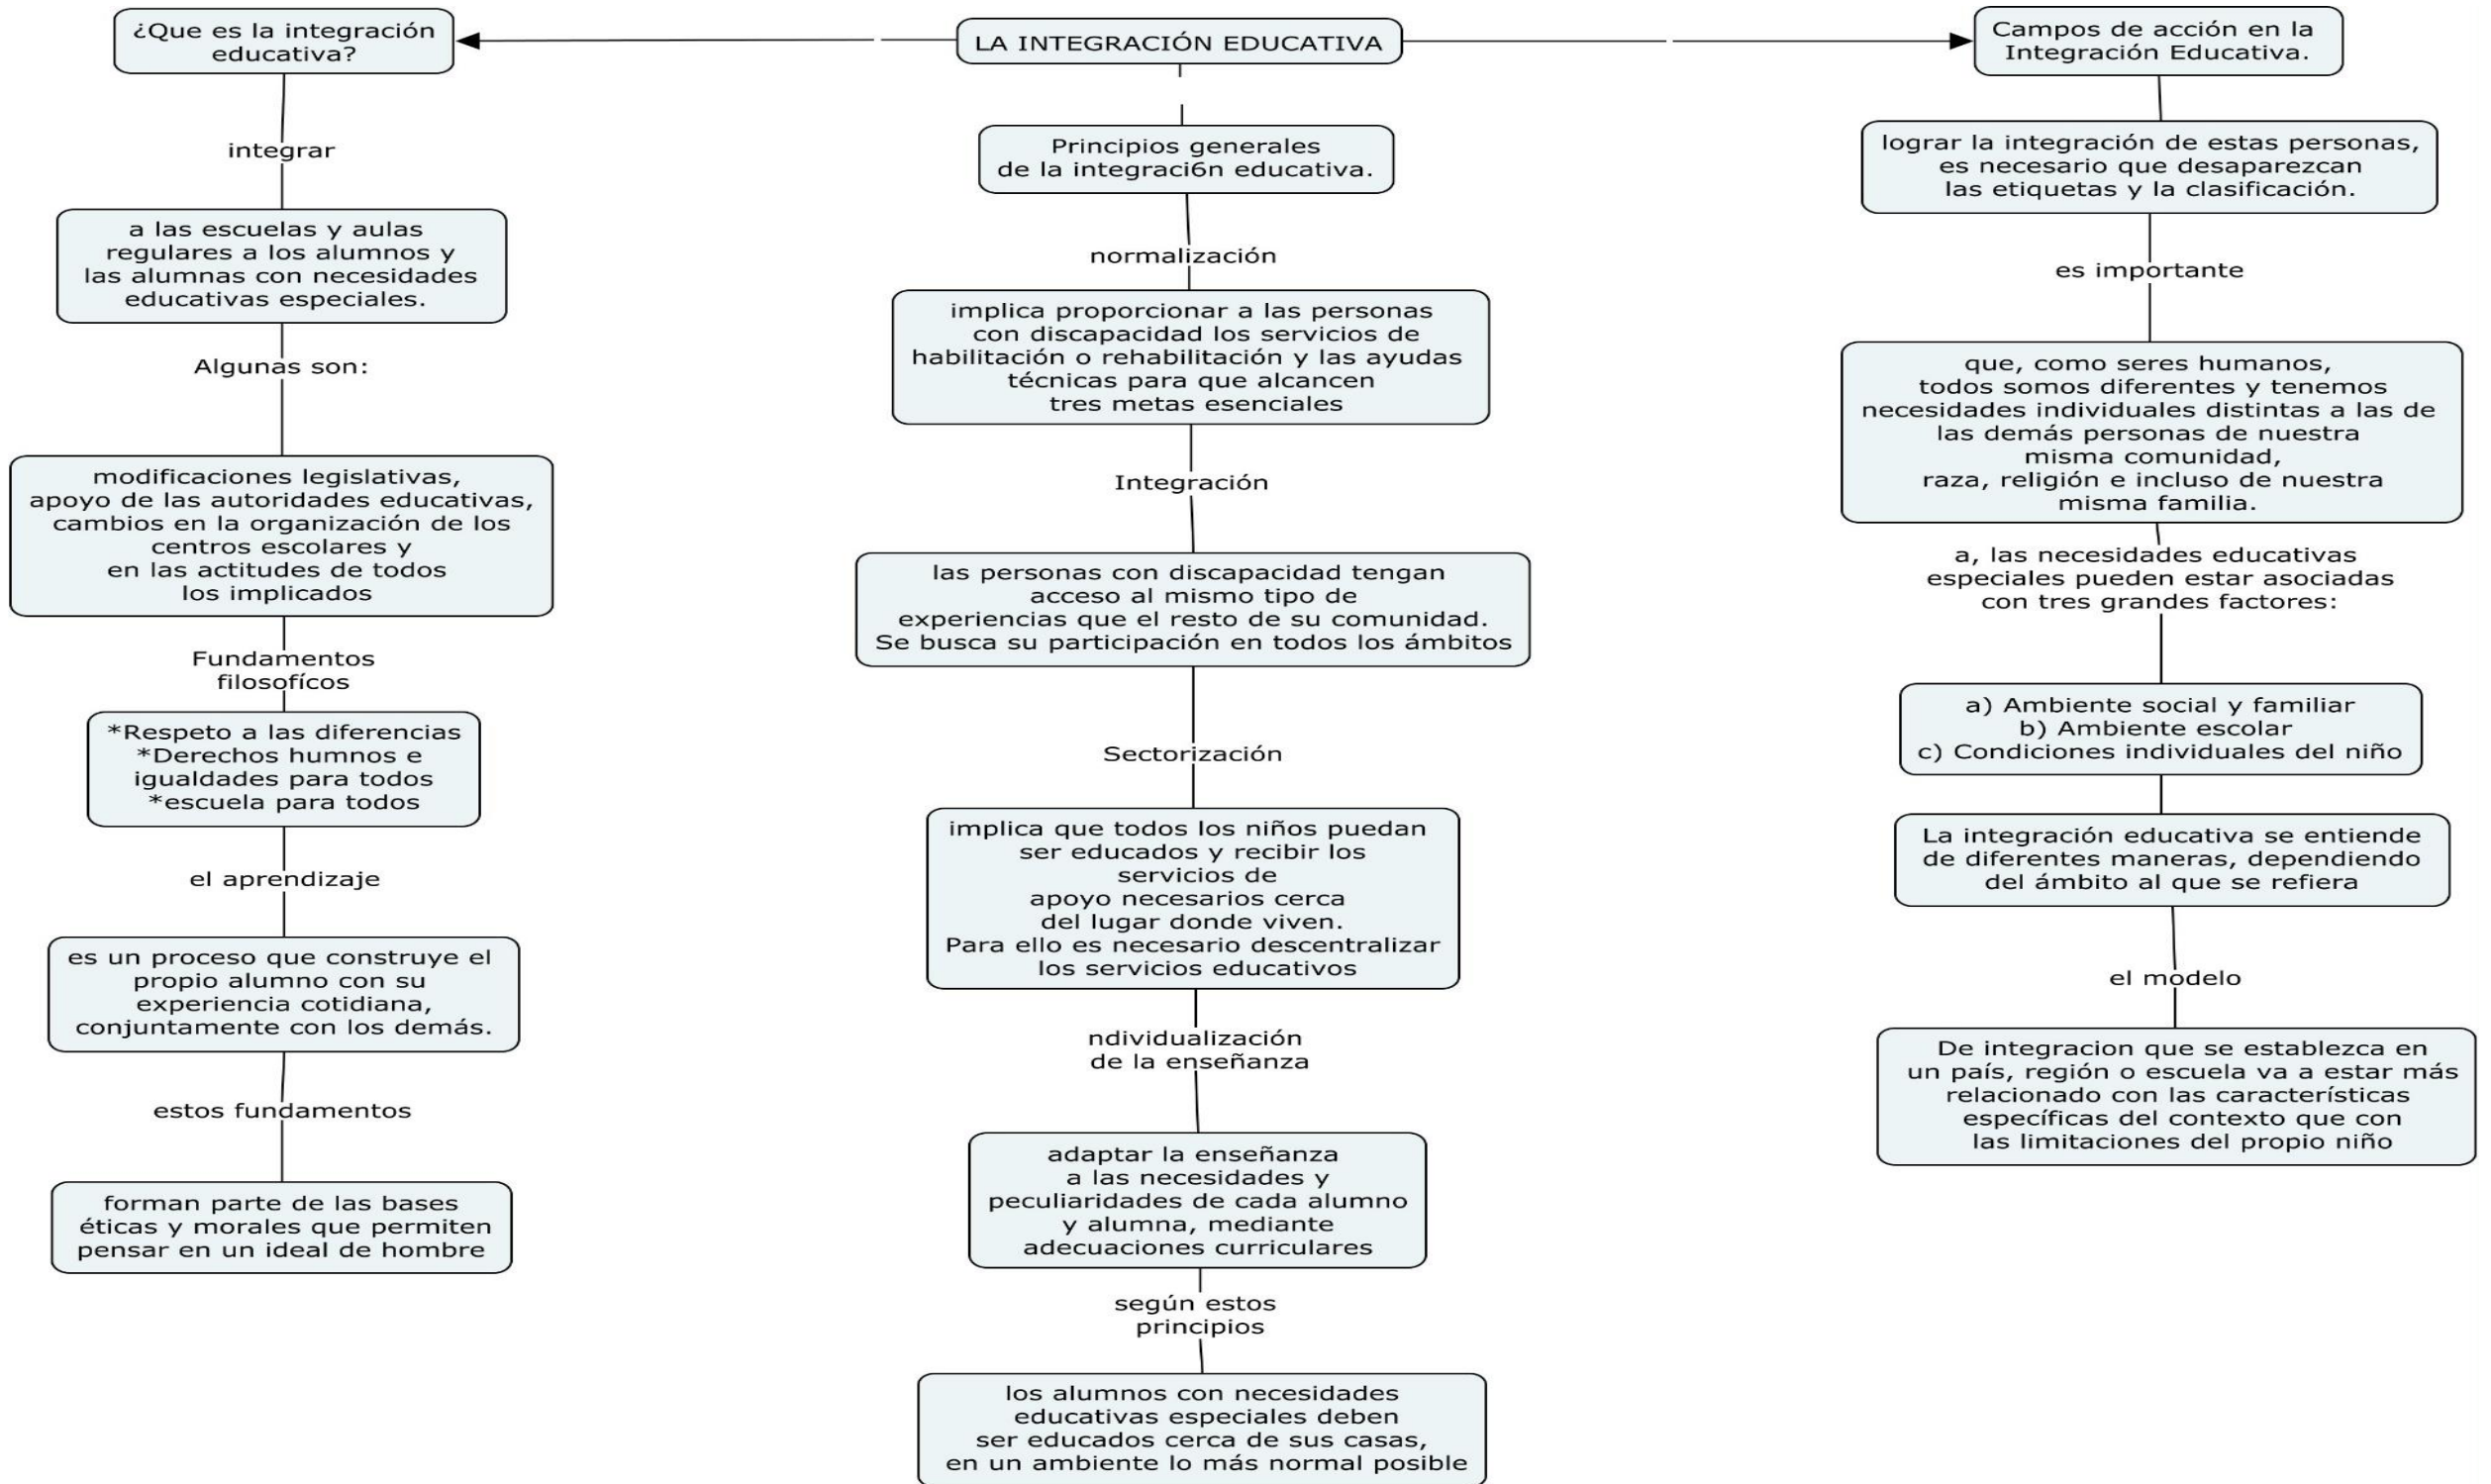 LA INTEGRACIÓN EDUCATIVA
¿Que es la integración
educativa?
integrar
a las escuelas y aulas
regulares a los alumnos y
las alumnas con necesidades
educativas especiales.
Algunas son:
modificaciones legislativas,
apoyo de las autoridades educativas,
cambios en la organización de los
centros escolares y
en las actitudes de todos
los implicados
Fundamentos
filosofícos
*Respeto a las diferencias
*Derechos humnos e
igualdades para todos
*escuela para todos
el aprendizaje
es un proceso que construye el
propio alumno con su
experiencia cotidiana,
conjuntamente con los demás.
estos fundamentos
forman parte de las bases
éticas y morales que permiten
pensar en un ideal de hombre
Principios generales
de la integraci6n educativa.
normalización
implica proporcionar a las personas
con discapacidad los servicios de
habilitación o rehabilitación y las ayudas
técnicas para que alcancen
tres metas esenciales
Integración
las personas con discapacidad tengan
acceso al mismo tipo de
experiencias que el resto de su comunidad.
Se busca su participación en todos los ámbitos
Sectorización
implica que todos los niños puedan
ser educados y recibir los
servicios de
apoyo necesarios cerca
del lugar donde viven.
Para ello es necesario descentralizar
los servicios educativos
ndividualización
de la enseñanza
adaptar la enseñanza
a las necesidades y
peculiaridades de cada alumno
y alumna, mediante
adecuaciones curriculares
según estos
principios
los alumnos con necesidades
educativas especiales deben
ser educados cerca de sus casas,
en un ambiente lo más normal posible
Campos de acción en la
Integración Educativa.
lograr la integración de estas personas,
es necesario que desaparezcan
las etiquetas y la clasificación.
es importante
que, como seres humanos,
todos somos diferentes y tenemos
necesidades individuales distintas a las de
las demás personas de nuestra
misma comunidad,
raza, religión e incluso de nuestra
misma familia.
a, las necesidades educativas
especiales pueden estar asociadas
con tres grandes factores:
a) Ambiente social y familiar
b) Ambiente escolar
c) Condiciones individuales del niño
La integración educativa se entiende
de diferentes maneras, dependiendo
del ámbito al que se refiera
el modelo
De integracion que se establezca en
un país, región o escuela va a estar más
relacionado con las características
específicas del contexto que con
las limitaciones del propio niño